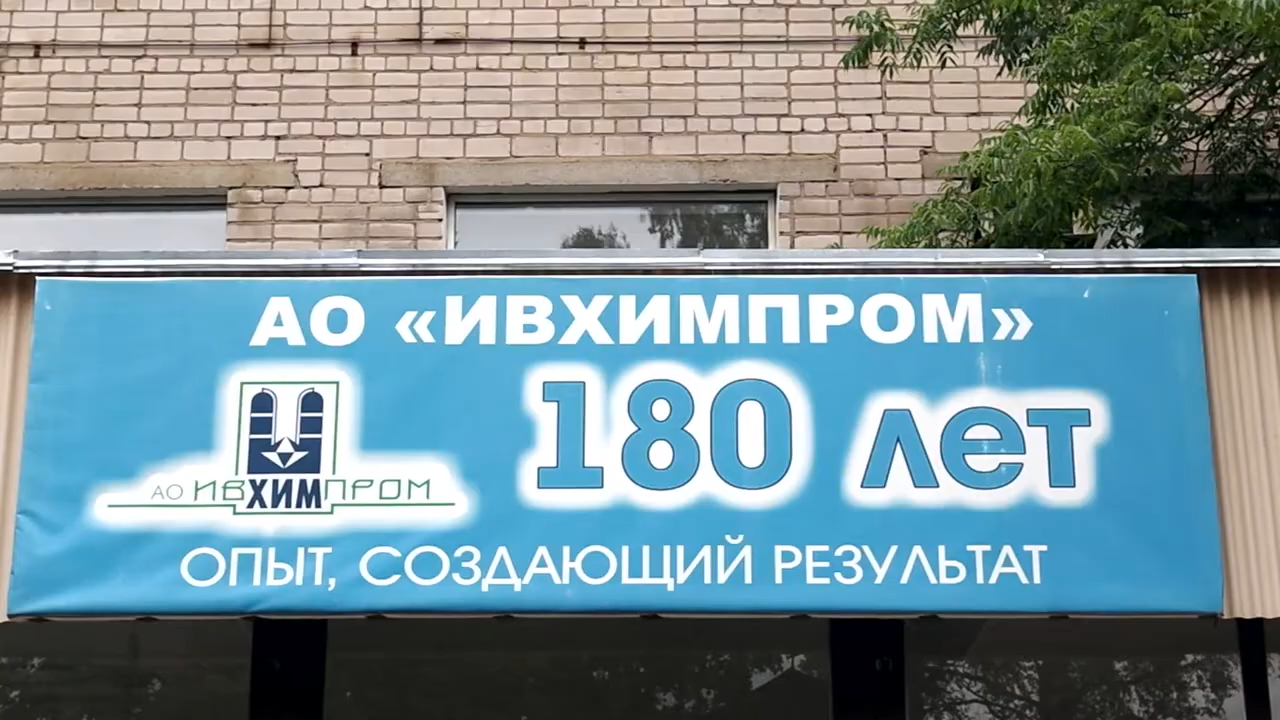 АО «ИВХИМПРОМ»
180 лет
АО ИВХИМПРОМ
ОПЫТ, СОЗДАЮЩИЙ РЕЗУЛЬТАТ